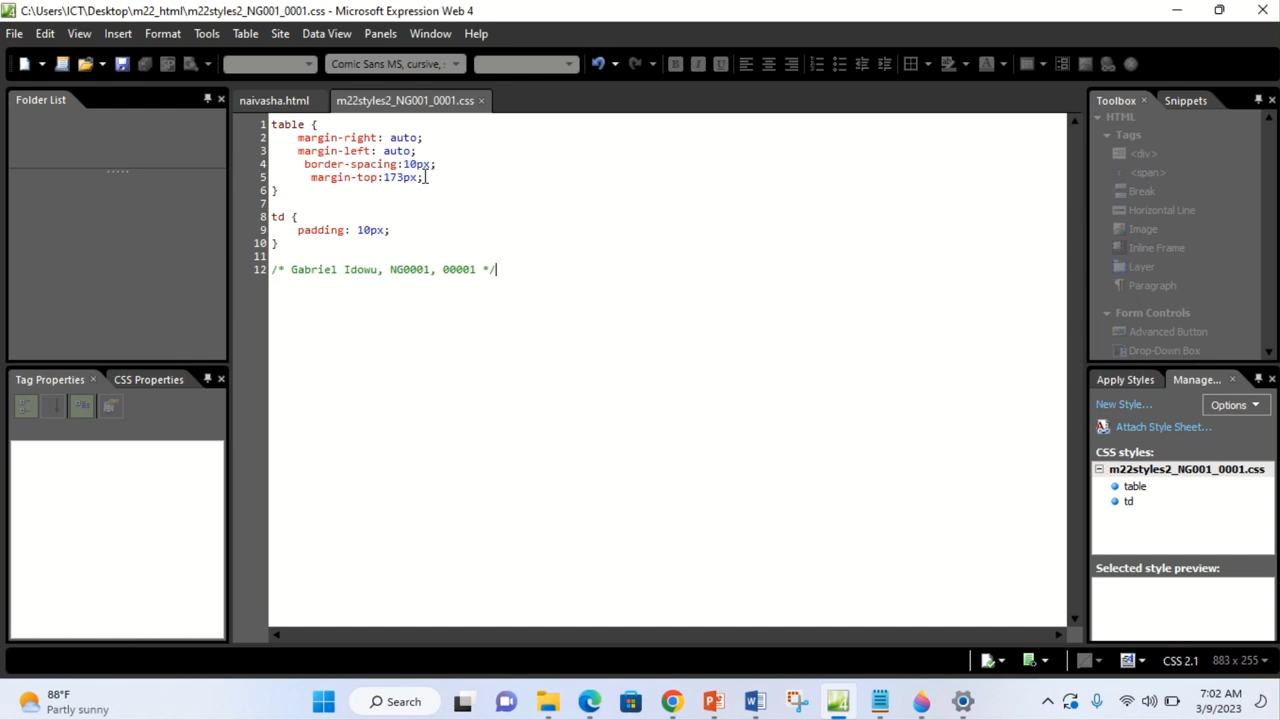 C:\Users\ICT\Desktop\m22_html\m22styles2_NG001_0001.css - Microsoft Expression Web 4
File Edit View Insert Format Tools Table Site Data View Panels Window Help
Comic Sans MS, cursive, s
Folder List
naivasha.html m22styles2_NG001_0001.css
Toolbox Snippets
1 table {
2 margin-right: auto;
3 margin-left: auto;
4 border-spacing:10px;
5 margin-top:173px;
6 }
7
8 td {
9 padding: 10px;
10 }
11
12 /* Gabriel Idowu, NG0001, 00001 */
HTML
Tags
<div>
<span>
Break
Horizontal Line
Image
Inline Frame
Layer
Paragraph
Form Controls
Advanced Button
Drop-Down Box
Tag Properties CSS Properties
Apply Styles Manage...
New Style... Options
Attach Style Sheet...
CSS styles:
m22styles2_NG001_0001.css
table
td
Selected style preview:
CSS 2.1 883 x 255
88°F
Partly sunny
Search
7:02 AM
3/9/2023